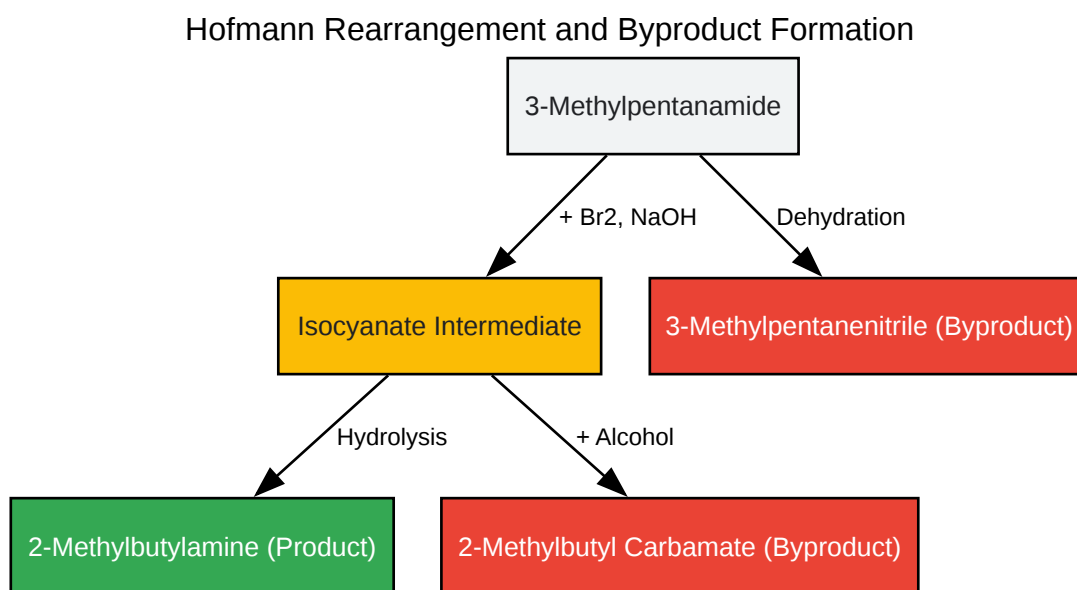 Hofmann Rearrangement and Byproduct Formation
3-Methylpentanamide
+ Br2, NaOH
Dehydration
Isocyanate Intermediate
3-Methylpentanenitrile (Byproduct)
Hydrolysis
+ Alcohol
2-Methylbutylamine (Product)
2-Methylbutyl Carbamate (Byproduct)